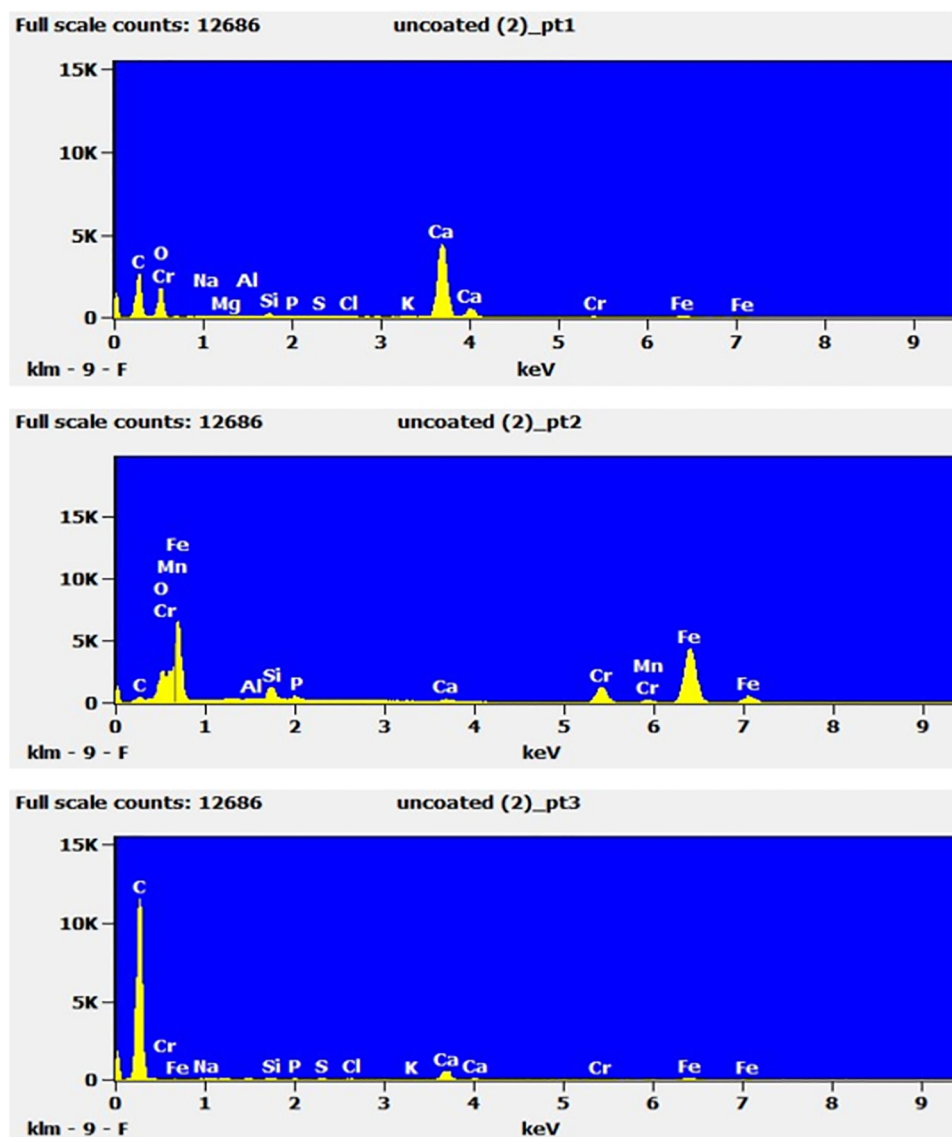 Full scale counts: 12686 uncoated (2)_pt1
15K
10K
5K
0
C
O
Cr
Na
Mg
Al
Si
P
S
Cl
K
Ca
Ca
Cr
Fe
Fe
0 1 2 3 4 5 6 7 8 9
klm - 9 - F keV
Full scale counts: 12686 uncoated (2)_pt2
15K
10K
5K
0
C
Fe
Mn
O
Cr
Al
Si
P
Ca
Cr
Mn
Cr
Fe
Fe
0 1 2 3 4 5 6 7 8 9
klm - 9 - F keV
Full scale counts: 12686 uncoated (2)_pt3
15K
10K
5K
0
C
Cr
Fe
Na
Si
P
S
Cl
K
Ca
Ca
Cr
Fe
Fe
0 1 2 3 4 5 6 7 8 9
klm - 9 - F keV